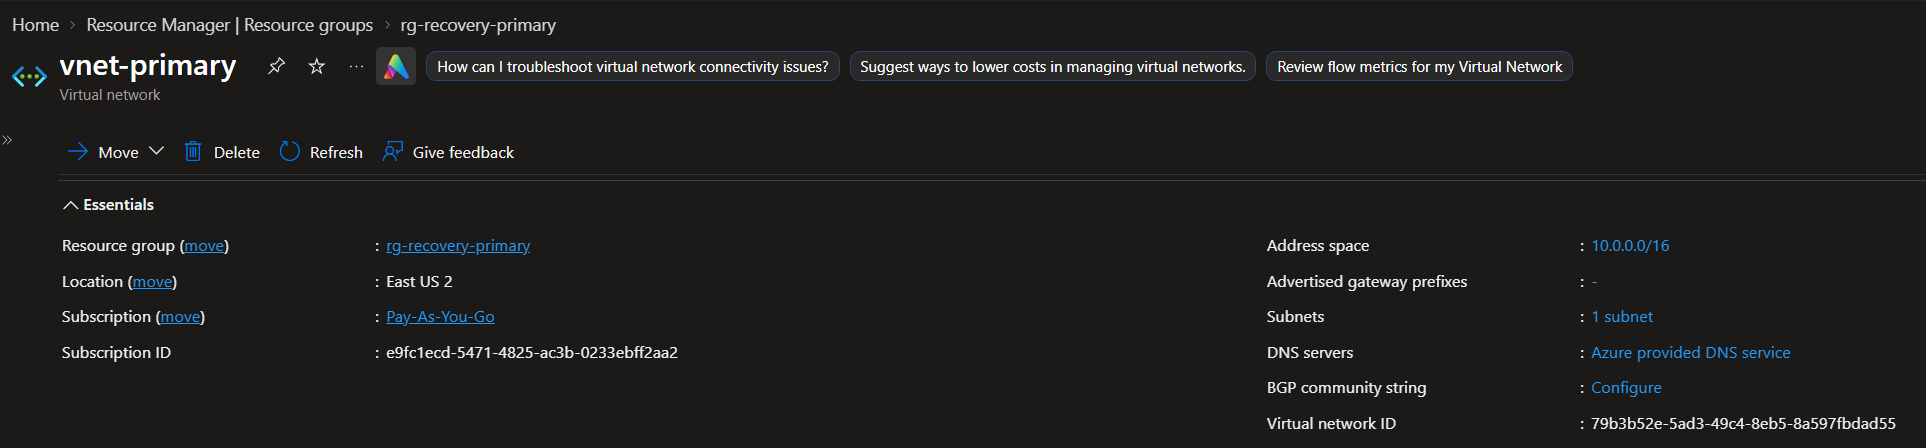 Home > Resource Manager | Resource groups > rg-recovery-primary
vnet-primary
How can I troubleshoot virtual network connectivity issues?
Suggest ways to lower costs in managing virtual networks.
Review flow metrics for my Virtual Network
Virtual network
Move
Delete
Refresh
Give feedback
Essentials
Resource group (move) : rg-recovery-primary
Location (move) : East US 2
Subscription (move) : Pay-As-You-Go
Subscription ID : e9fc1ecd-5471-4825-ac3b-0233ebff2aa2
Address space : 10.0.0.0/16
Advertised gateway prefixes : -
Subnets : 1 subnet
DNS servers : Azure provided DNS service
BGP community string : Configure
Virtual network ID : 79b3b52e-5ad3-49c4-8eb5-8a597fbdad55